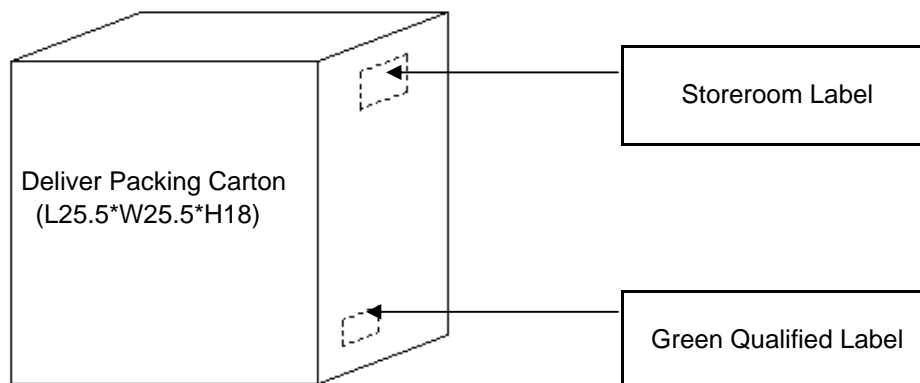 Storeroom Label
Deliver Packing Carton
(L25.5*W25.5*H18)
Green Qualified Label